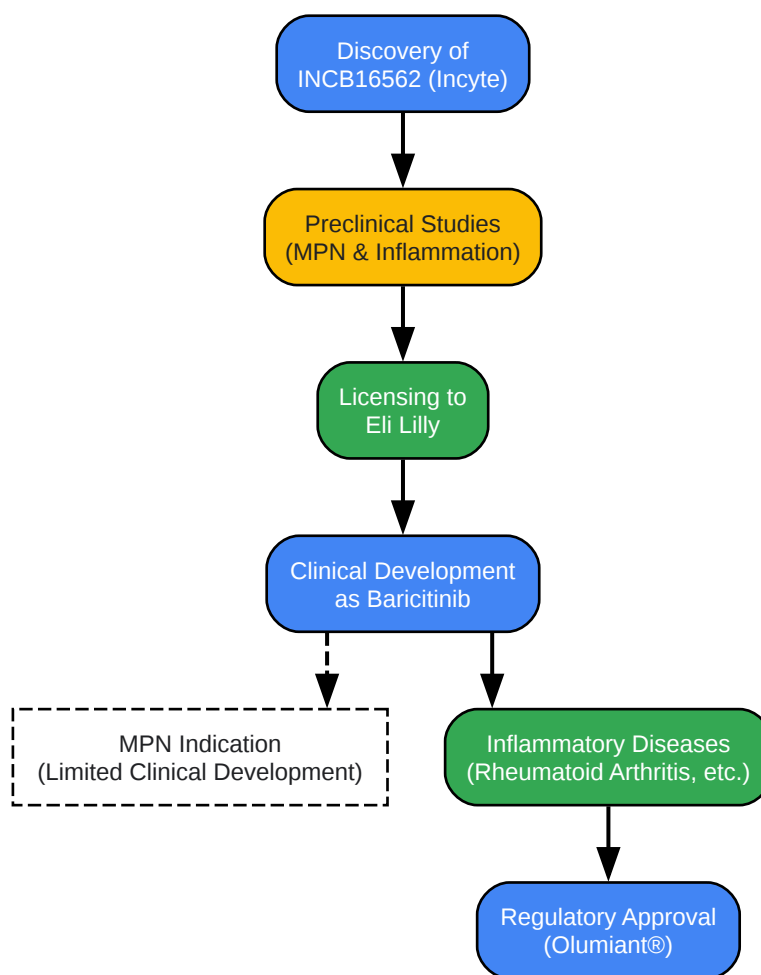 Discovery of
INCB16562 (Incyte)
Preclinical Studies
(MPN & Inflammation)
Licensing to
Eli Lilly
Clinical Development
as Baricitinib
MPN Indication
(Limited Clinical Development)
Inflammatory Diseases
(Rheumatoid Arthritis, etc.)
Regulatory Approval
(Olumiant®)